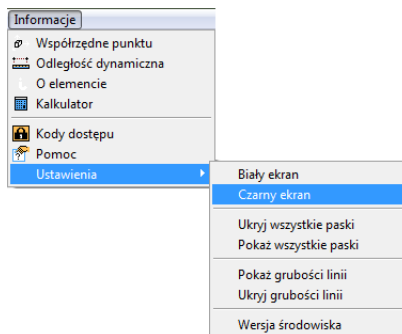 Informacje
Współrzędne punktu
Odległość dynamiczna
O elemencie
Kalkulator
Kody dostępu
Pomoc
Ustawienia
Biały ekran
Czarny ekran
Ukryj wszystkie paski
Pokaż wszystkie paski
Pokaż grubości linii
Ukryj grubości linii
Wersja środowiska